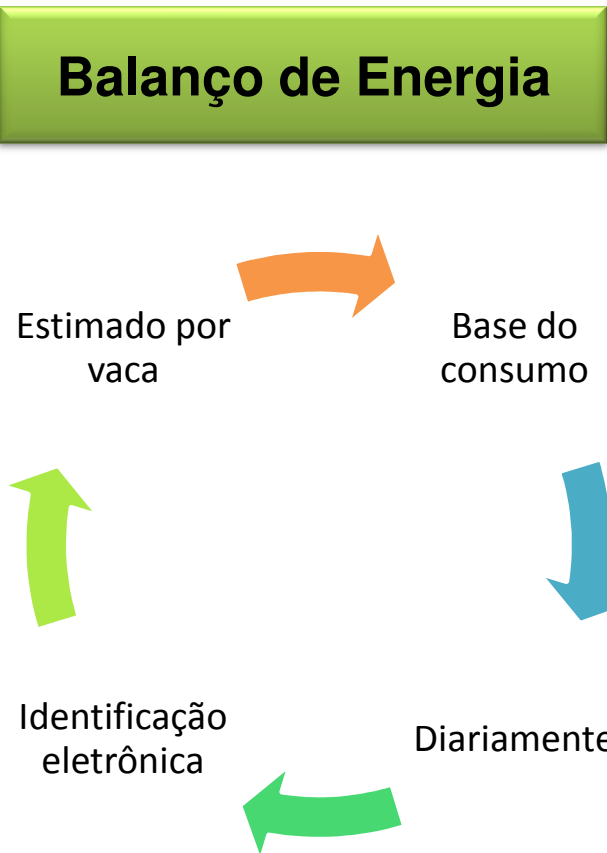 Balanço de Energia
Estimado por
vaca
Base do
consumo
Identificação
eletrônica
Diariamente